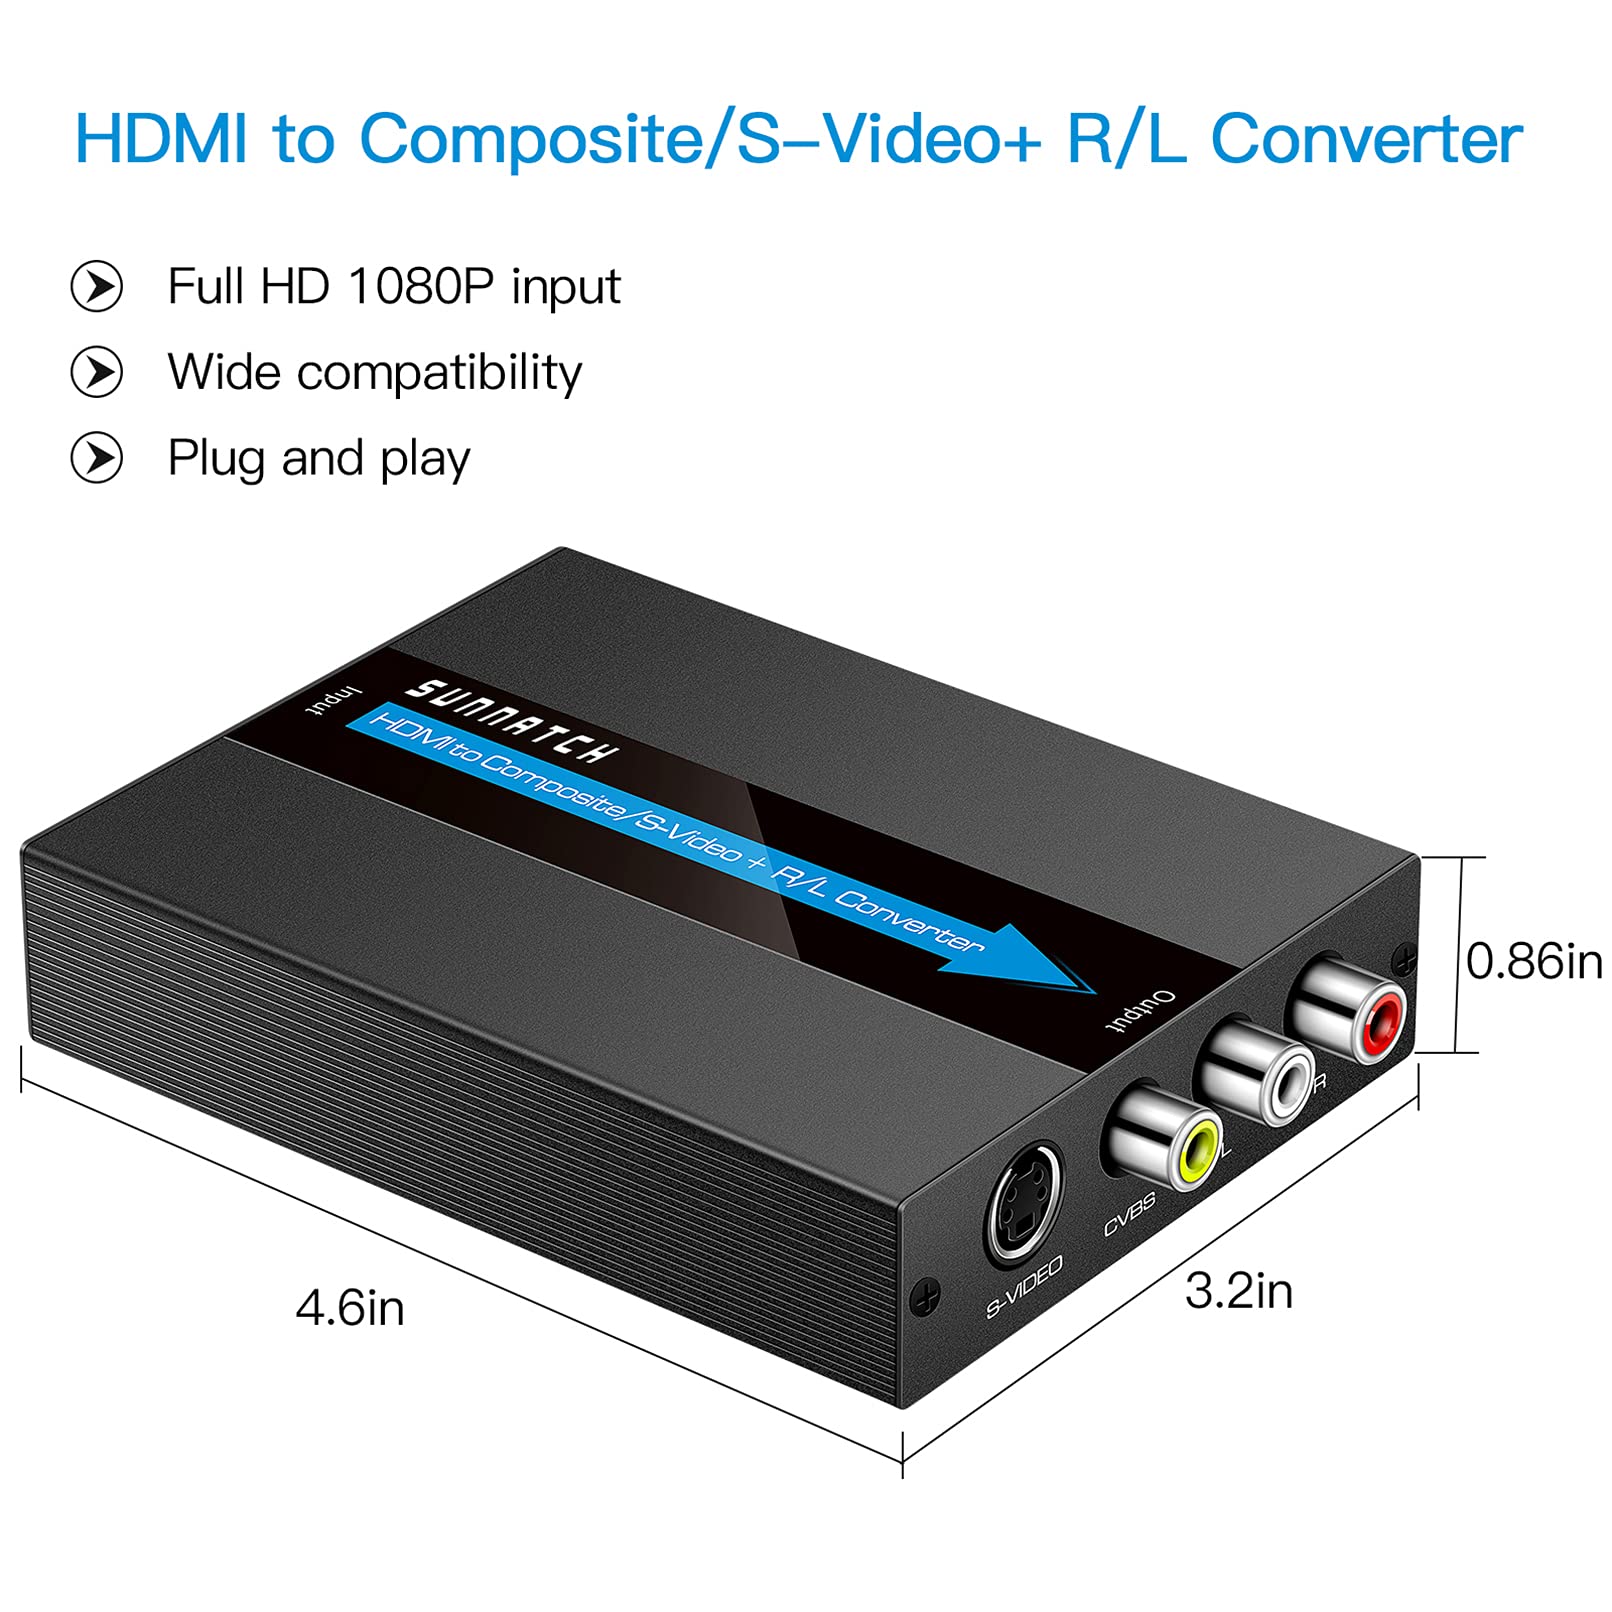 HDMI to Composite/S-Video+ R/L Converter
Full HD 1080P input
Wide compatibility
Plug and play
Input
SUNNATCH
HDMI to Composite/S-Video + R/L Converter
Output
0.86in
R
L
CVBS
S-VIDEO
3.2in
4.6in